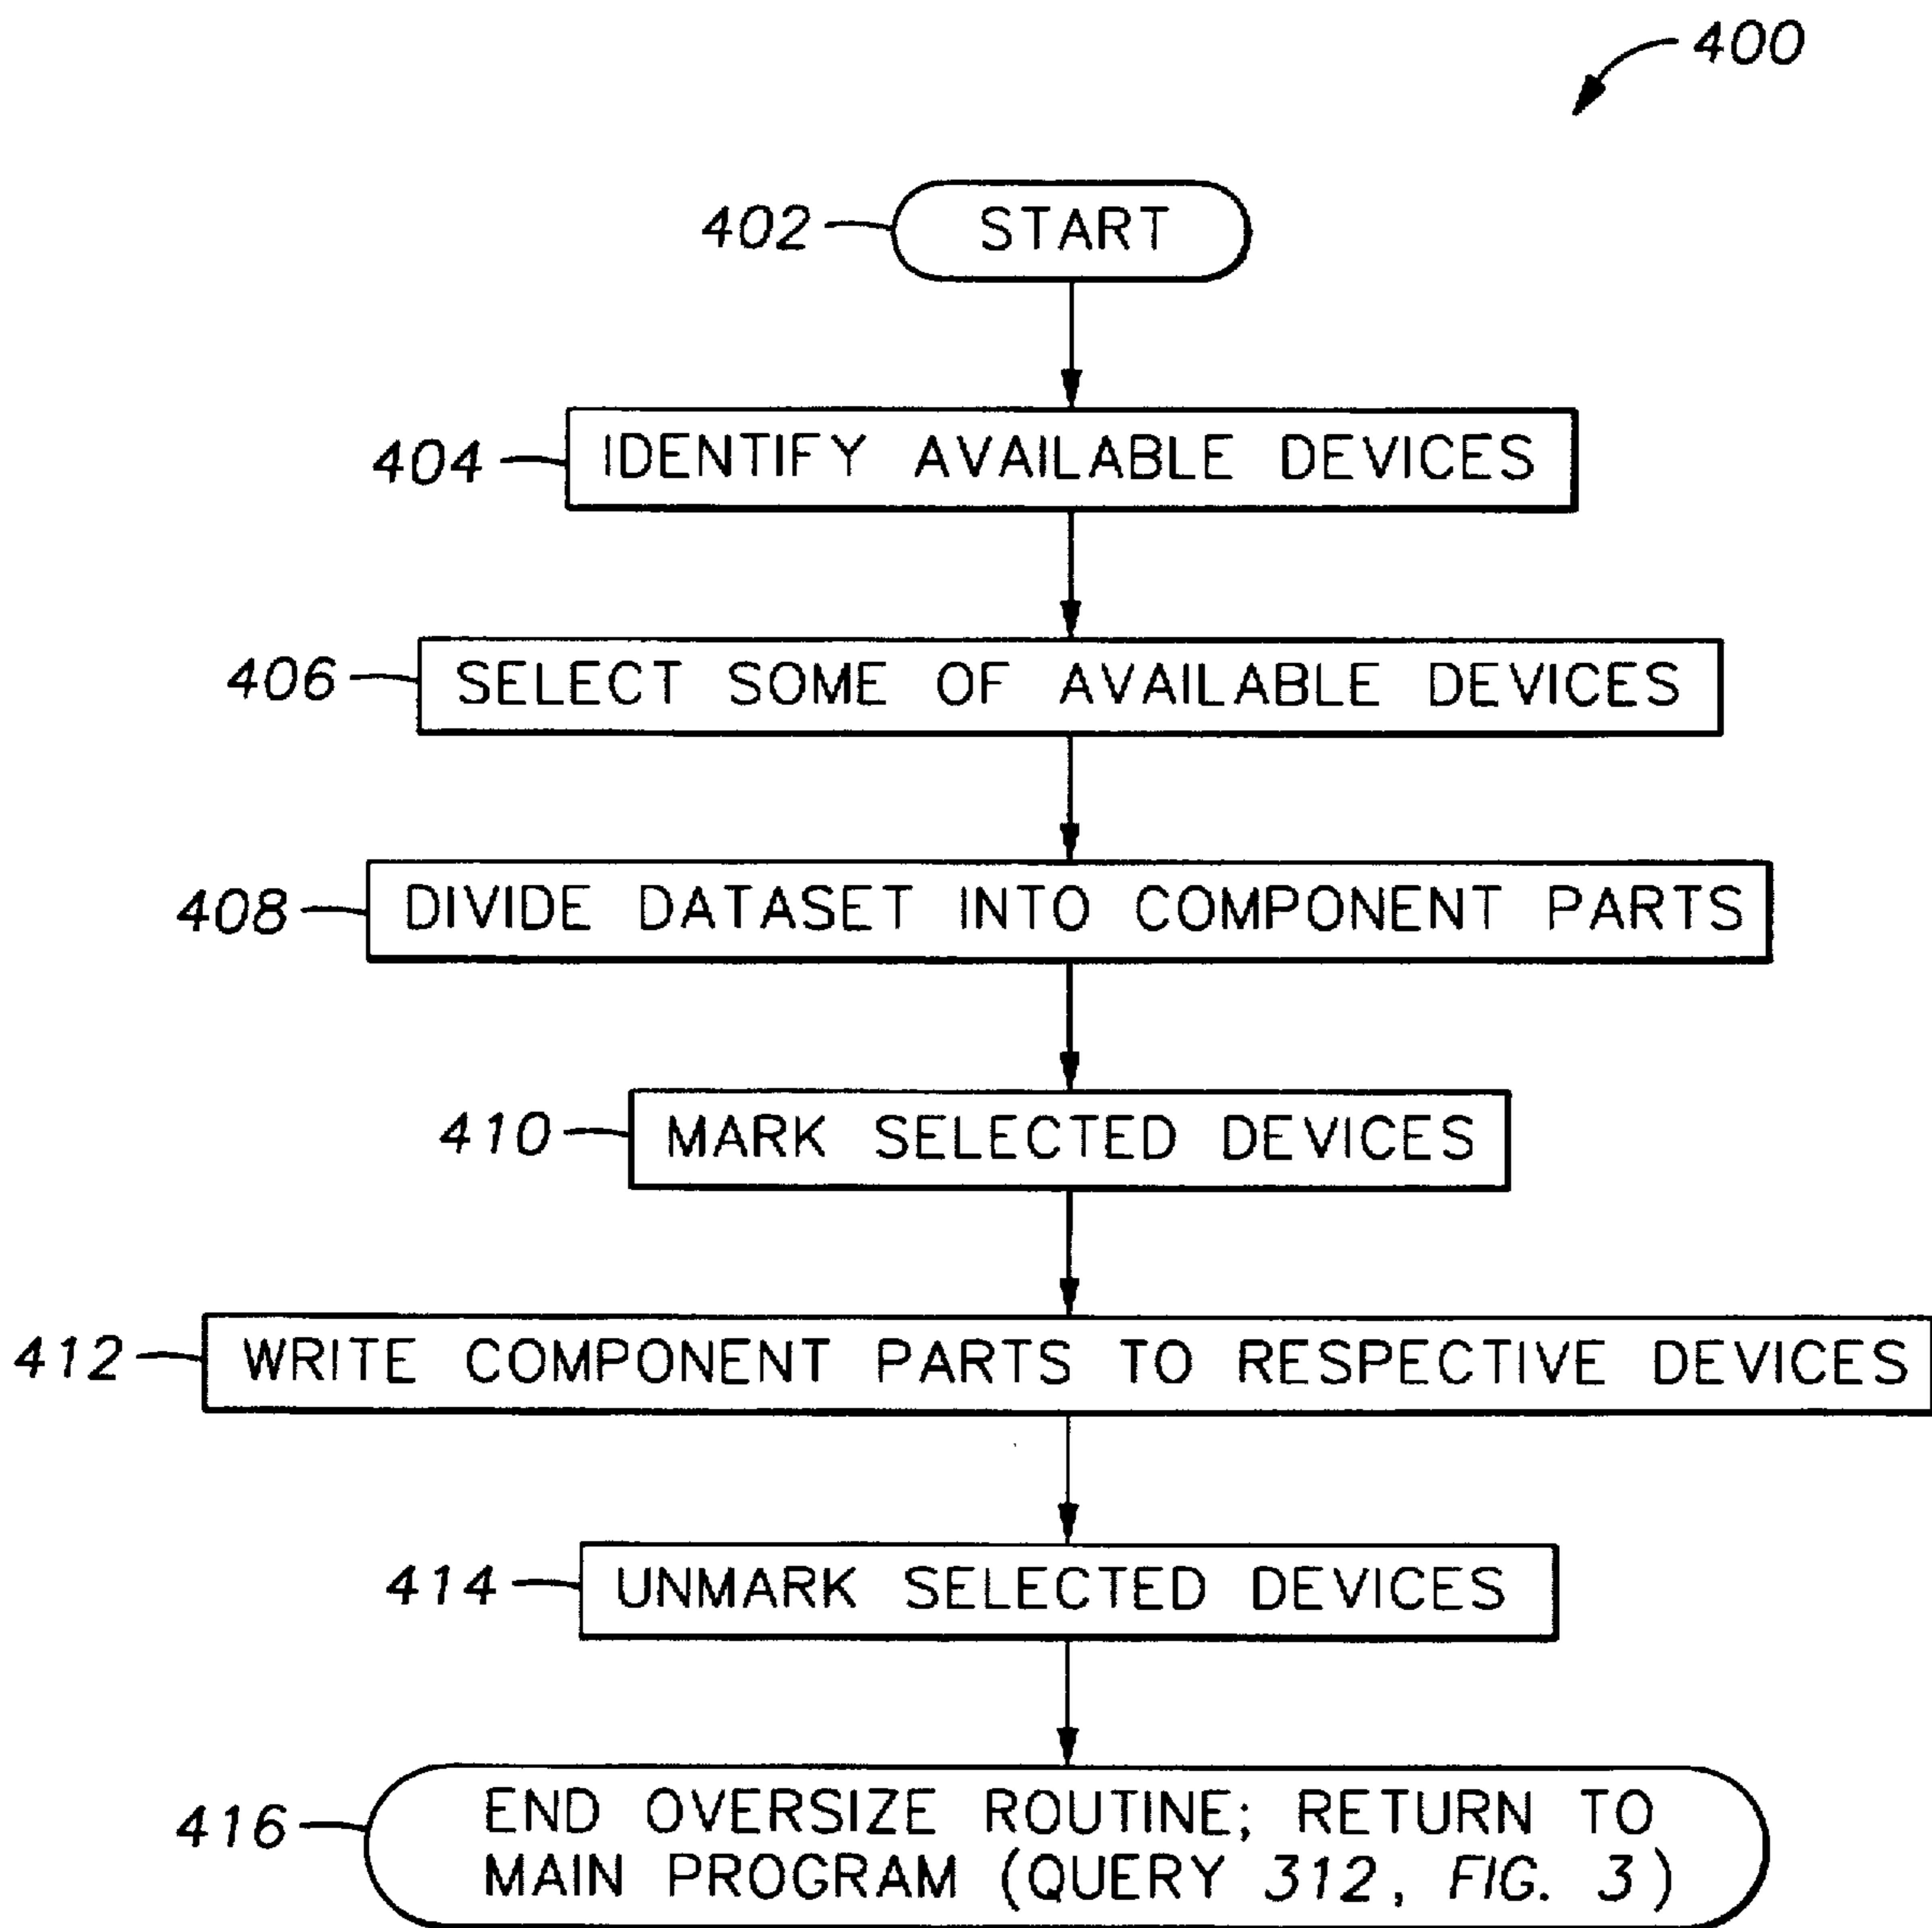 400
402 START
404 IDENTIFY AVAILABLE DEVICES
406 SELECT SOME OF AVAILABLE DEVICES
408 DIVIDE DATASET INTO COMPONENT PARTS
410 MARK SELECTED DEVICES
412 WRITE COMPONENT PARTS TO RESPECTIVE DEVICES
414 UNMARK SELECTED DEVICES
416 END OVERSIZE ROUTINE; RETURN TO
MAIN PROGRAM (QUERY 312, FIG. 3)